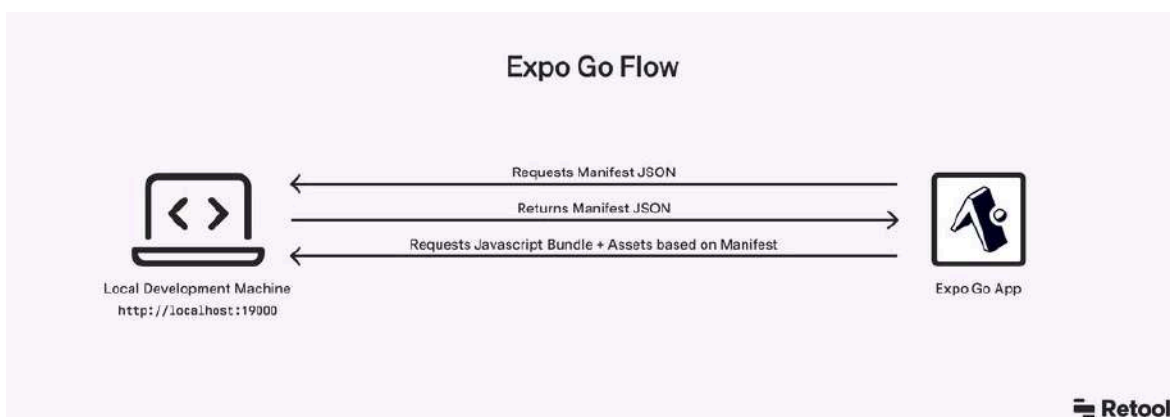 Expo Go Flow
Requests Manifest JSON
Returns Manifest JSON
Requests Javascript Bundle + Assets based on Manifest
Local Development Machine
http://localhost:19000
Expo Go App
Retool